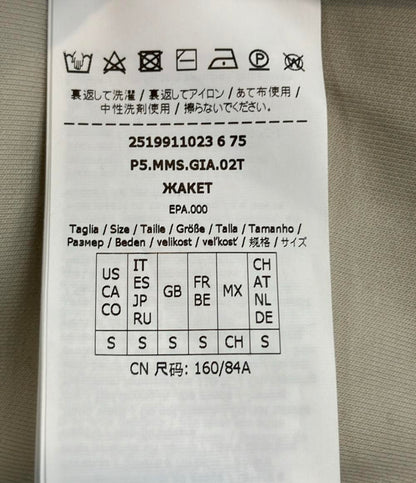 裏返して洗濯 / 裏返してアイロン / あて布使用 /
中性洗剤使用 / 擦らないでください。
2519911023 6 75
P5.MMS.GIA.02T
ЖАКЕТ
EPA.000
Taglia / Size / Taille / Größe / Talla / Tamanho /
Размер / Beden / velikost / veľkosť / 规格 / サイズ
US CA CO
IT ES JP RU
GB
FR BE
MX
CH AT NL DE
S S S S CH S
CN 尺码: 160/84A